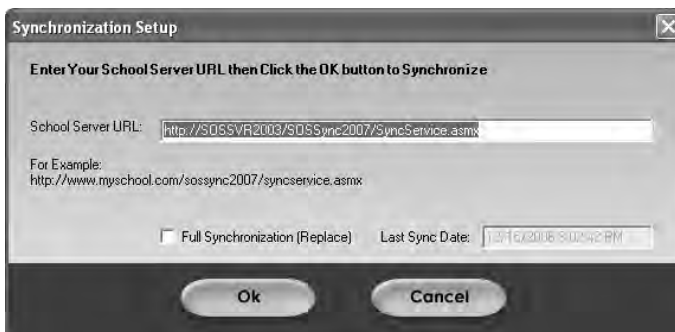 Synchronization Setup
Enter Your School Server URL then Click the OK button to Synchronize
School Server URL: http://SOSSVR2003/SOSSync2007/SyncService.asmx
For Example:
http://www.myschool.com/sossync2007/syncservice.asmx
Full Synchronization (Replace) Last Sync Date: PM
Ok Cancel